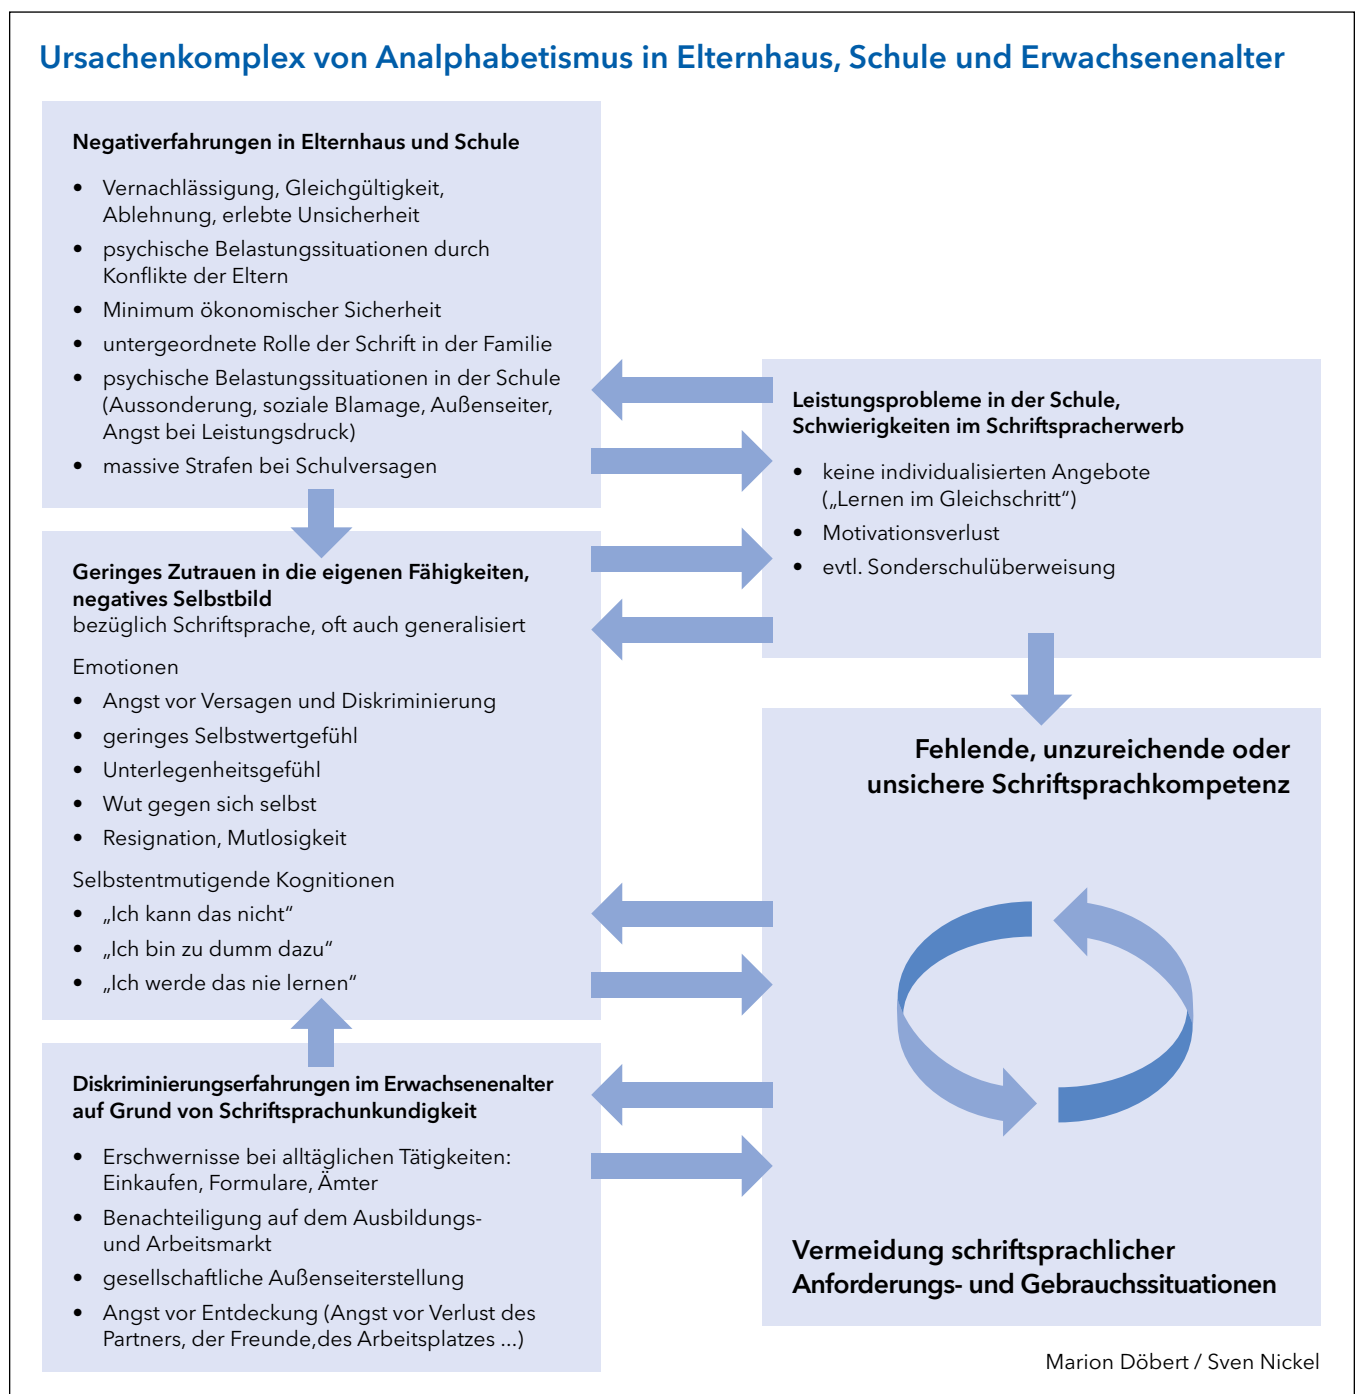 Ursachenkomplex von Analphabetismus in Elternhaus, Schule und Erwachsenenalter
Negativerfahrungen in Elternhaus und Schule
• Vernachlässigung, Gleichgültigkeit,
Ablehnung, erlebte Unsicherheit
• psychische Belastungssituationen durch
Konflikte der Eltern
• Minimum ökonomischer Sicherheit
• untergeordnete Rolle der Schrift in der Familie
• psychische Belastungssituationen in der Schule
(Aussonderung, soziale Blamage, Außenseiter,
Angst bei Leistungsdruck)
• massive Strafen bei Schulversagen
Leistungsprobleme in der Schule,
Schwierigkeiten im Schriftspracherwerb
• keine individualisierten Angebote
(„Lernen im Gleichschritt“)
• Motivationsverlust
• evtl. Sonderschulüberweisung
Geringes Zutrauen in die eigenen Fähigkeiten,
negatives Selbstbild
bezüglich Schriftsprache, oft auch generalisiert
Emotionen
• Angst vor Versagen und Diskriminierung
• geringes Selbstwertgefühl
• Unterlegenheitsgefühl
• Wut gegen sich selbst
• Resignation, Mutlosigkeit
Selbstentmutigende Kognitionen
• „Ich kann das nicht“
• „Ich bin zu dumm dazu“
• „Ich werde das nie lernen“
Fehlende, unzureichende oder
unsichere Schriftsprachkompetenz
Vermeidung schriftsprachlicher
Anforderungs- und Gebrauchssituationen
Diskriminierungserfahrungen im Erwachsenenalter
auf Grund von Schriftsprachunkundigkeit
• Erschwernisse bei alltäglichen Tätigkeiten:
Einkaufen, Formulare, Ämter
• Benachteiligung auf dem Ausbildungs-
und Arbeitsmarkt
• gesellschaftliche Außenseiterstellung
• Angst vor Entdeckung (Angst vor Verlust des
Partners, der Freunde,des Arbeitsplatzes ...)
Marion Döbert / Sven Nickel